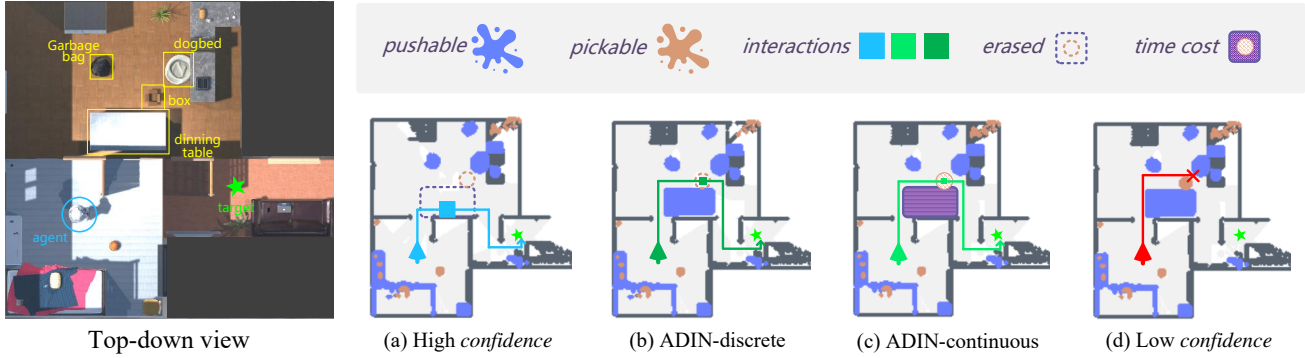 Garbage
bag
dogbed
box
dinning
table
target
agent
Top-down view
pushable
pickable
interactions
erased
time cost
(a) High confidence
(b) ADIN-discrete
(c) ADIN-continuous
(d) Low confidence